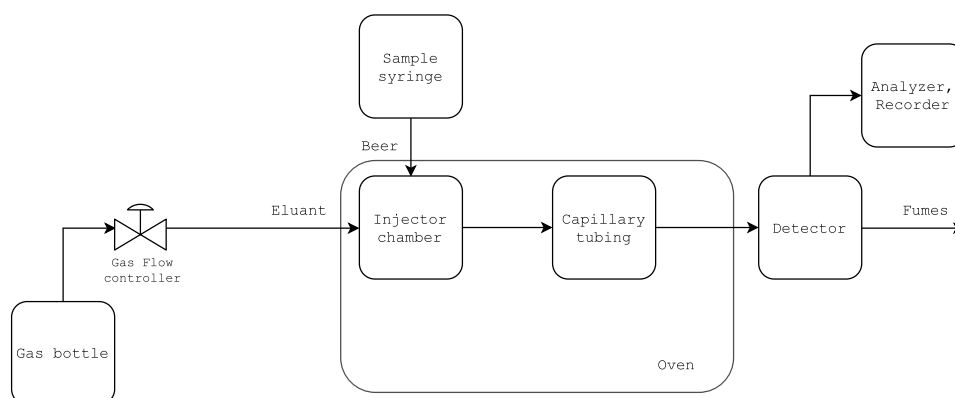 Sample
syringe
Analyzer,
Recorder
Beer
Eluant
Injector
chamber
Capillary
tubing
Detector
Fumes
Gas Flow
controller
Gas bottle
Oven